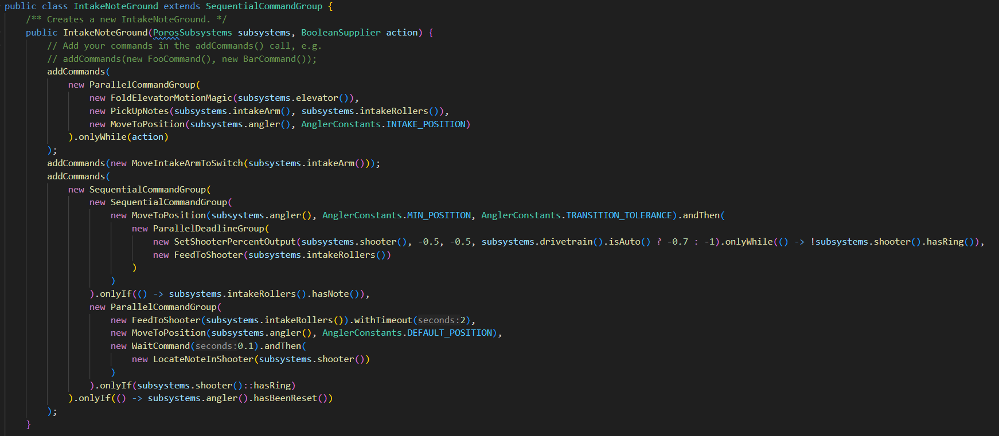 public class IntakeNoteGround extends SequentialCommandGroup {
/** Creates a new IntakeNoteGround. */
public IntakeNoteGround(PorosSubsystems subsystems, BooleanSupplier action) {
// Add your commands in the addCommands() call, e.g.
// addCommands(new FooCommand(), new BarCommand());
addCommands(
new ParallelCommandGroup(
new FoldElevatorMotionMagic(subsystems.elevator()),
new PickUpNotes(subsystems.intakeArm(), subsystems.intakeRollers()),
new MoveToPosition(subsystems.angler(), AnglerConstants.INTAKE_POSITION)
).onlyWhile(action)
);
addCommands(new MoveIntakeArmToSwitch(subsystems.intakeArm()));
addCommands(
new SequentialCommandGroup(
new SequentialCommandGroup(
new MoveToPosition(subsystems.angler(), AnglerConstants.MIN_POSITION, AnglerConstants.TRANSITION_TOLERANCE).andThen(
new ParallelDeadlineGroup(
new SetShooterPercentOutput(subsystems.shooter(), -0.5, -0.5, subsystems.drivetrain().isAuto() ? -0.7 : -1).onlyWhile(() -> !subsystems.shooter().hasRing()),
new FeedToShooter(subsystems.intakeRollers())
)
)
).onlyIf(() -> subsystems.intakeRollers().hasNote()),
new ParallelCommandGroup(
new FeedToShooter(subsystems.intakeRollers()).withTimeout(seconds:2),
new MoveToPosition(subsystems.angler(), AnglerConstants.DEFAULT_POSITION),
new WaitCommand(seconds:0.1).andThen(
new LocateNoteInShooter(subsystems.shooter())
)
).onlyIf(subsystems.shooter()::hasRing)
).onlyIf(() -> subsystems.angler().hasBeenReset())
);
}